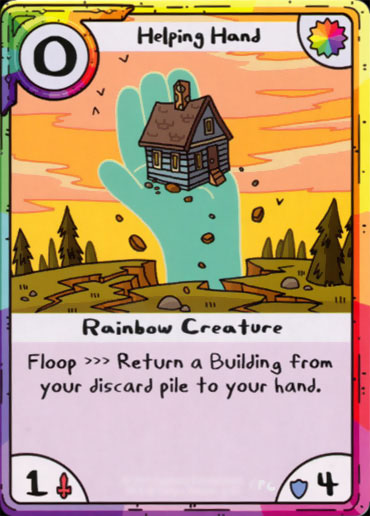 0
Helping Hand
Rainbow Creature
Floop >>> Return a Building from
your discard pile to your hand.
1
4